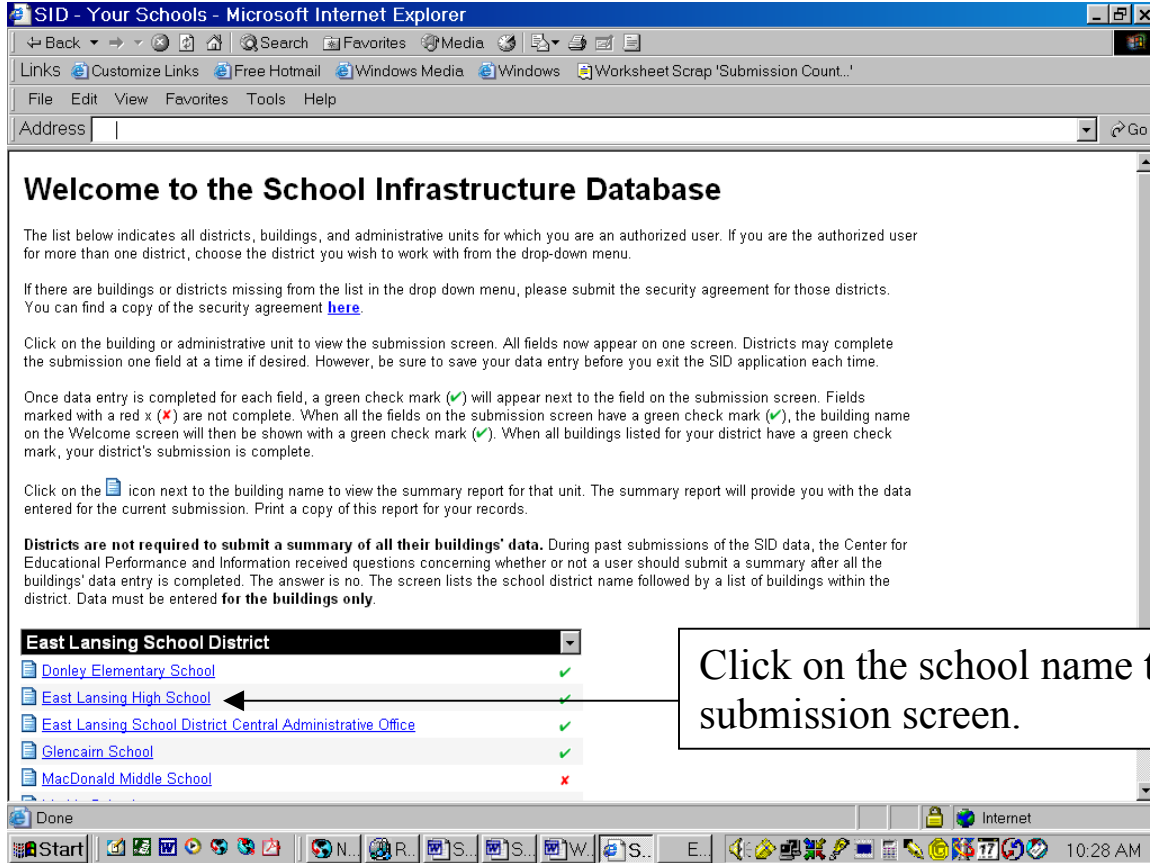 SID - Your Schools - Microsoft Internet Explorer
Back Search Favorites Media
Links Customize Links Free Hotmail Windows Media Windows Worksheet Scrap 'Submission Count...'
File Edit View Favorites Tools Help
Address Go
Welcome to the School Infrastructure Database
The list below indicates all districts, buildings, and administrative units for which you are an authorized user. If you are the authorized user
for more than one district, choose the district you wish to work with from the drop-down menu.
If there are buildings or districts missing from the list in the drop down menu, please submit the security agreement for those districts.
You can find a copy of the security agreement here.
Click on the building or administrative unit to view the submission screen. All fields now appear on one screen. Districts may complete
the submission one field at a time if desired. However, be sure to save your data entry before you exit the SID application each time.
Once data entry is completed for each field, a green check mark (✔) will appear next to the field on the submission screen. Fields
marked with a red x (✘) are not complete. When all the fields on the submission screen have a green check mark (✔), the building name
on the Welcome screen will then be shown with a green check mark (✔). When all buildings listed for your district have a green check
mark, your district's submission is complete.
Click on the icon next to the building name to view the summary report for that unit. The summary report will provide you with the data
entered for the current submission. Print a copy of this report for your records.
Districts are not required to submit a summary of all their buildings' data. During past submissions of the SID data, the Center for
Educational Performance and Information received questions concerning whether or not a user should submit a summary after all the
buildings' data entry is completed. The answer is no. The screen lists the school district name followed by a list of buildings within the
district. Data must be entered for the buildings only.
East Lansing School District
Donley Elementary School ✔
East Lansing High School ✔
East Lansing School District Central Administrative Office ✔
Glencairn School ✔
MacDonald Middle School ✘
Click on the school name t
submission screen.
Done Internet
Start N... R... S... S... W... S... E... 17 10:28 AM